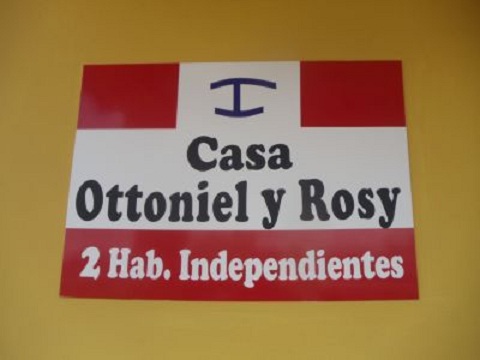 Casa
Ottoniel y Rosy
2 Hab. Independientes